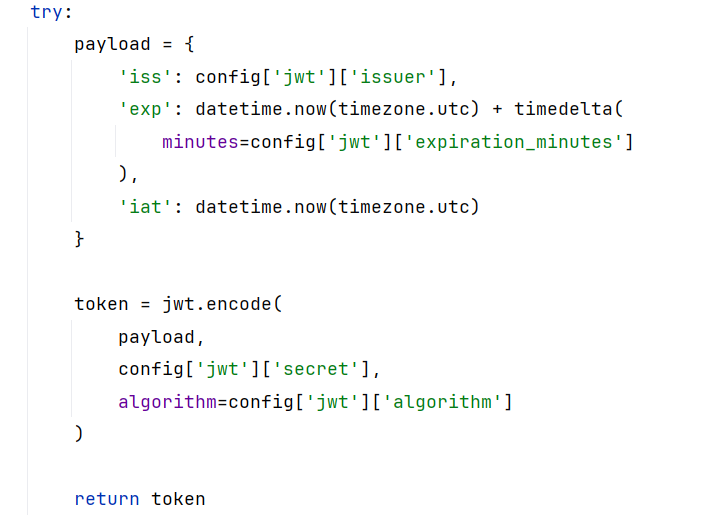 try:
    payload = {
        'iss': config['jwt']['issuer'],
        'exp': datetime.now(timezone.utc) + timedelta(
            minutes=config['jwt']['expiration_minutes']
        ),
        'iat': datetime.now(timezone.utc)
    }

    token = jwt.encode(
        payload,
        config['jwt']['secret'],
        algorithm=config['jwt']['algorithm']
    )

    return token